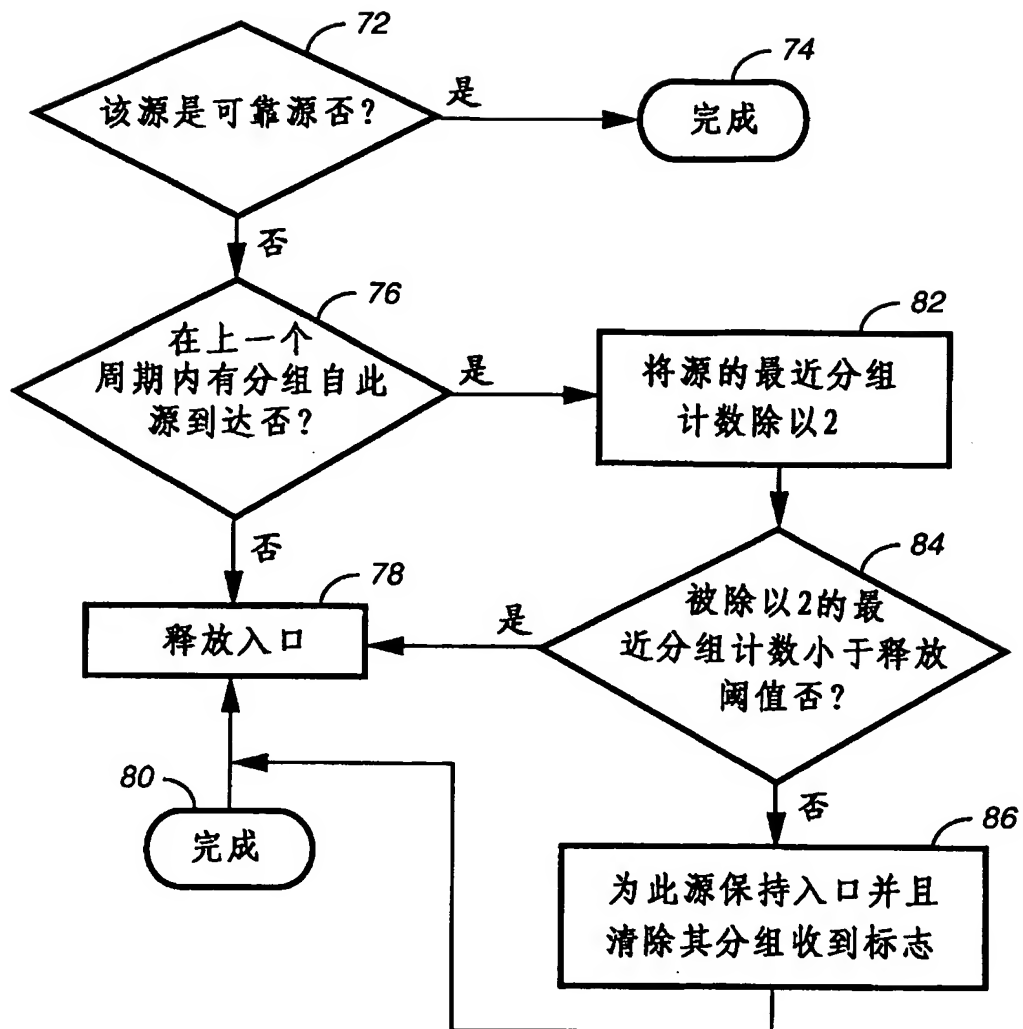 72
该源是可靠源否?
是
74
完成
否
76
在上一个
周期内有分组自此
源到达否?
是
82
将源的最近分组
计数除以2
否
78
释放入口
是
84
被除以2的最
近分组计数小于释放
阈值否?
80
完成
否
86
为此源保持入口并且
清除其分组收到标志